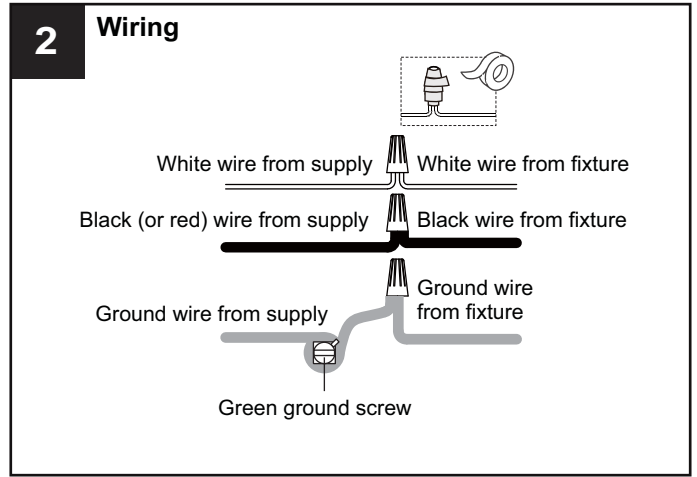 2
Wiring
White wire from supply
White wire from fixture
Black (or red) wire from supply
Black wire from fixture
Ground wire from supply
Ground wire
from fixture
Green ground screw